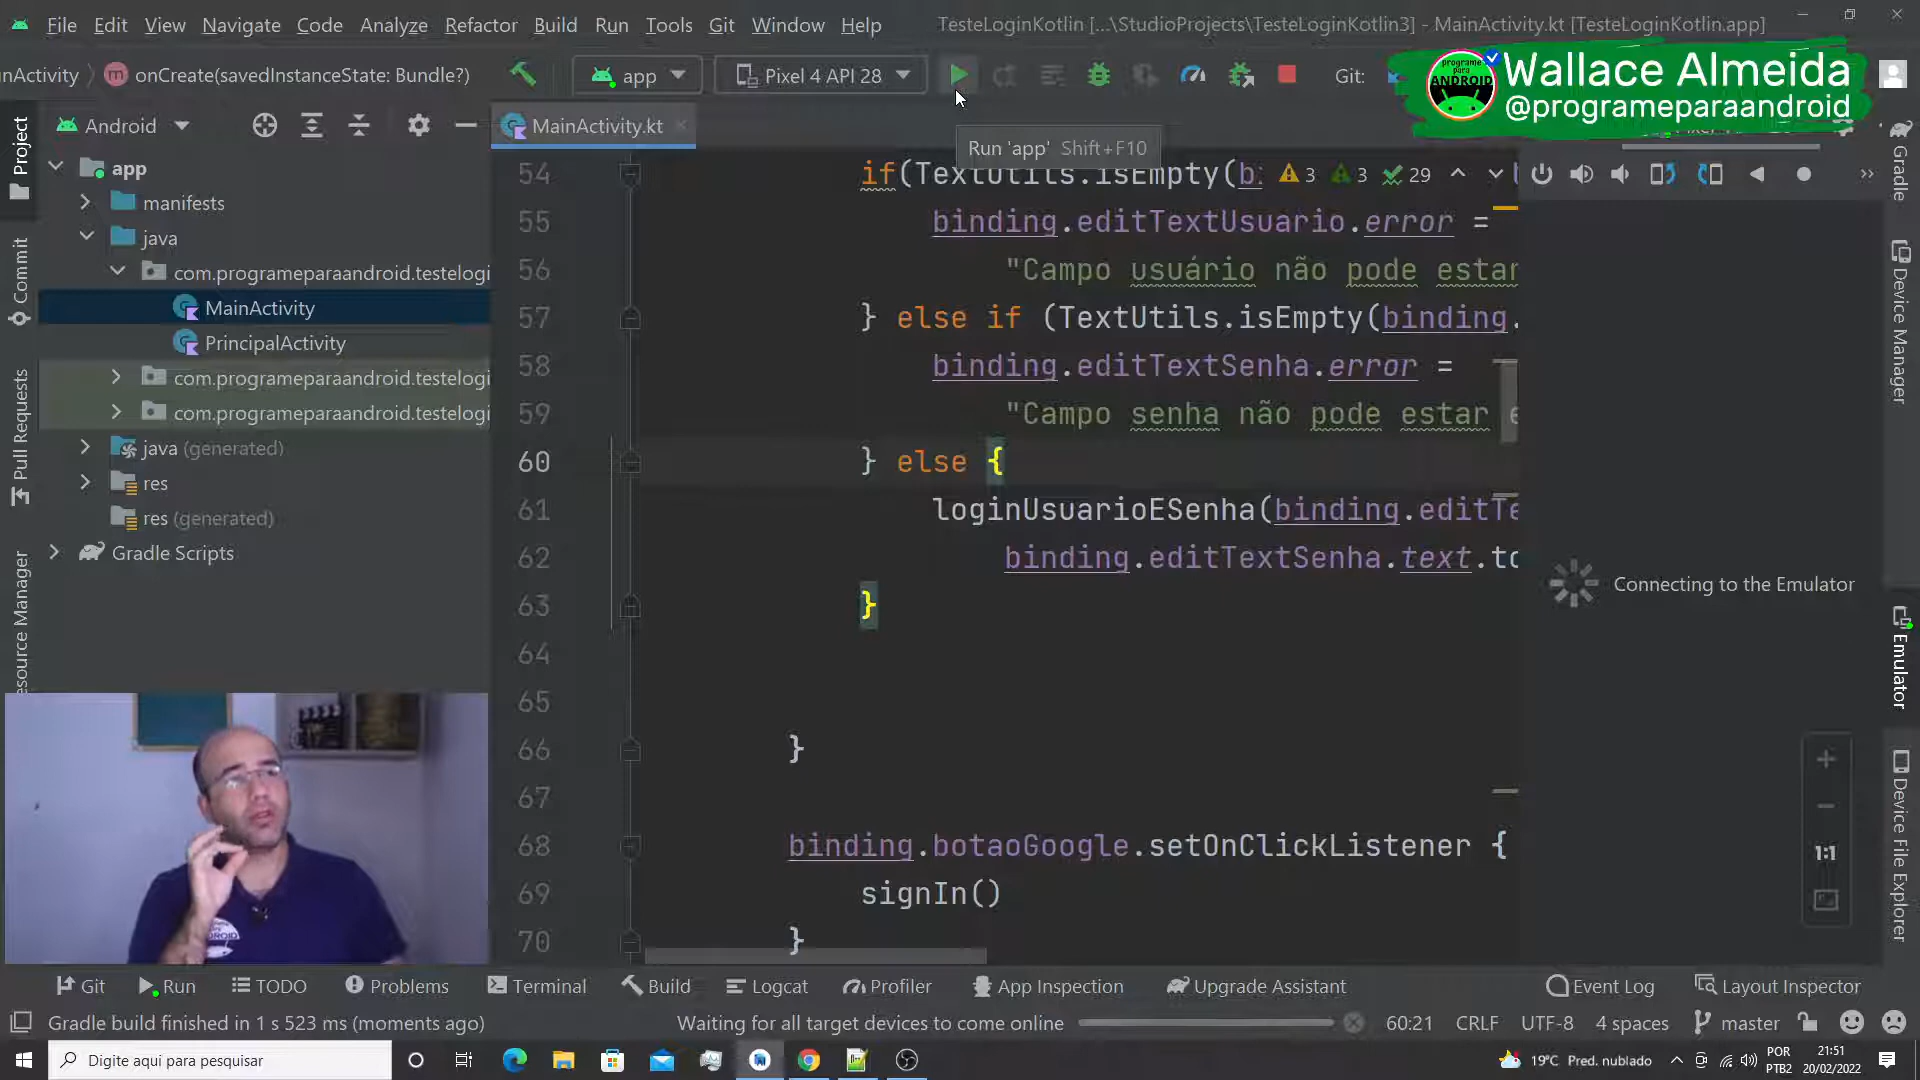 File Edit View Navigate Code Analyze Refactor Build Run Tools Git Window Help TesteLoginKotlin [...\StudioProjects\TesteLoginKotlin3] - MainActivity.kt [TesteLoginKotlin.app]
nActivity onCreate(savedInstanceState: Bundle?) app Pixel 4 API 28 Git:
Wallace Almeida
@programeparaandroid
programe
para
ANDROID
Android
MainActivity.kt
Run 'app' Shift+F10
Project
Commit
Pull Requests
esource Manager
app
manifests
java
com.programeparaandroid.testelogi
MainActivity
PrincipalActivity
com.programeparaandroid.testelogi
com.programeparaandroid.testelogi
java (generated)
res
res (generated)
Gradle Scripts
3 3 29
54 if(TextUtils.isEmpty(b
55 binding.editTextUsuario.error =
56 "Campo usuário não pode estar
57 } else if (TextUtils.isEmpty(binding.
58 binding.editTextSenha.error =
59 "Campo senha não pode estar
60 } else {
61 loginUsuarioESenha(binding.editTe
62 binding.editTextSenha.text.to
63 }
64
65
66 }
67
68 binding.botaoGoogle.setOnClickListener {
69 signIn()
70 }
Connecting to the Emulator
1:1
Gradle
Device Manager
Emulator
Device File Explorer
ANDROID
Git Run TODO Problems Terminal Build Logcat Profiler App Inspection Upgrade Assistant Event Log Layout Inspector
Gradle build finished in 1 s 523 ms (moments ago) Waiting for all target devices to come online 60:21 CRLF UTF-8 4 spaces master
Digite aqui para pesquisar 19°C Pred. nublado POR
PTB2 21:51
20/02/2022